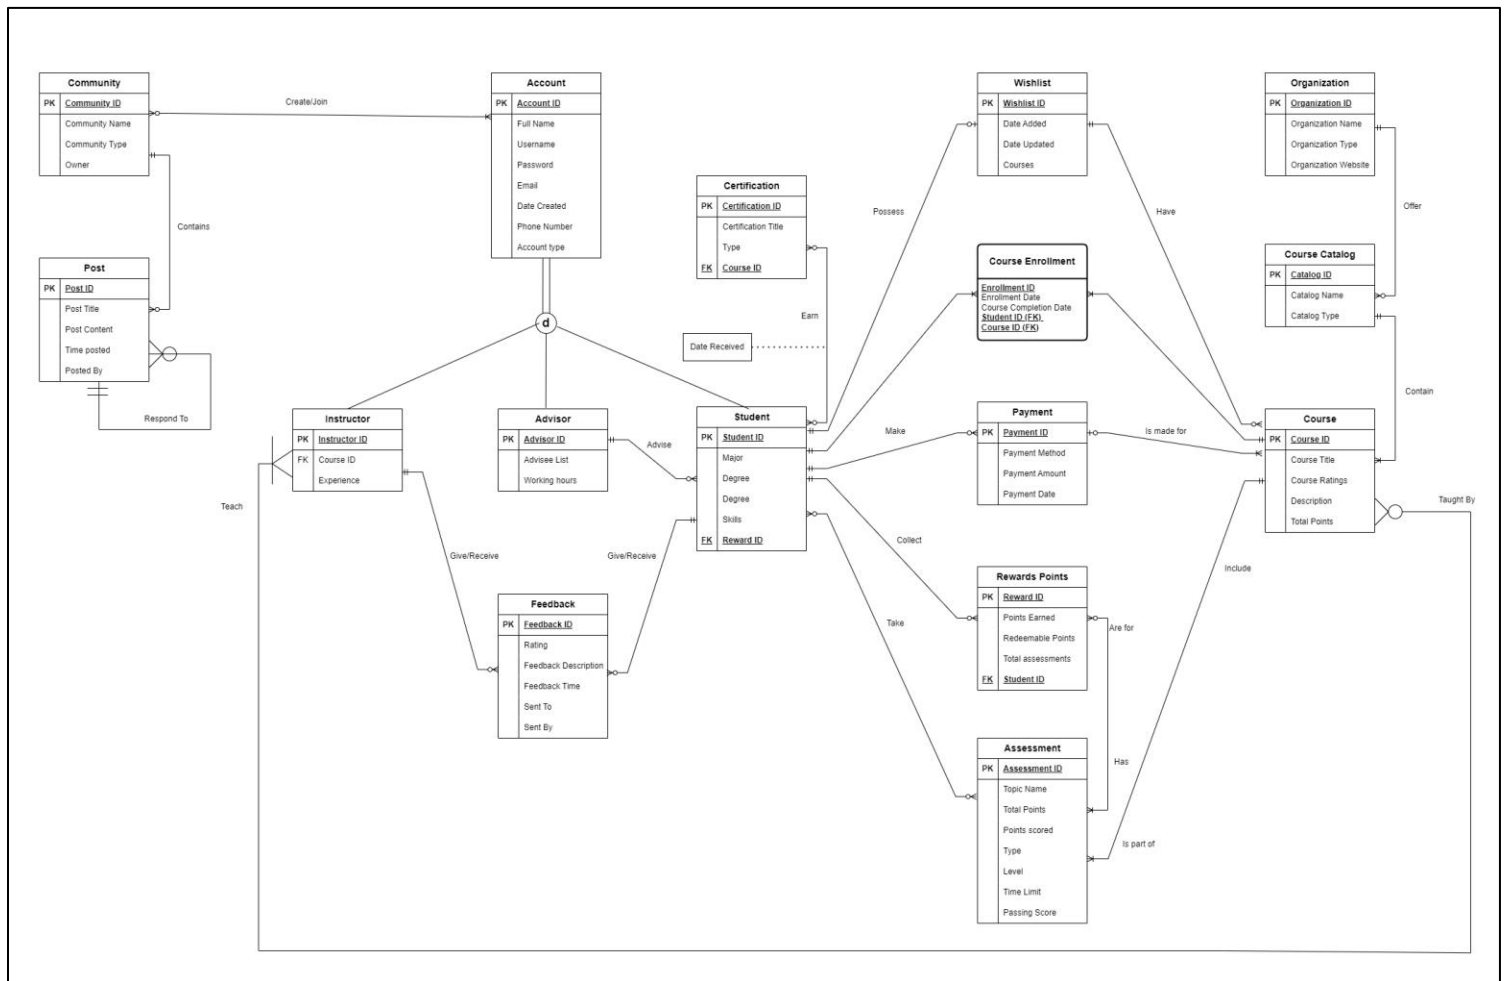 Community
PK Community ID
Community Name
Community Type
Owner
Create/Join
Account
PK Account ID
Full Name
Username
Password
Email
Date Created
Phone Number
Account type
Wishlist
PK Wishlist ID
Date Added
Date Updated
Courses
Organization
PK Organization ID
Organization Name
Organization Type
Organization Website
Contains
Certification
PK Certification ID
Certification Title
Type
FK Course ID
Possess
Have
Offer
Post
PK Post ID
Post Title
Post Content
Time posted
Posted By
Respond To
d
Earn
Date Received
Course Enrollment
Enrollment ID
Enrollment Date
Course Completion Date
Student ID (FK)
Course ID (FK)
Course Catalog
PK Catalog ID
Catalog Name
Catalog Type
Contain
Instructor
PK Instructor ID
FK Course ID
Experience
Advisor
PK Advisor ID
Advisee List
Working hours
Advise
Student
PK Student ID
Major
Degree
Degree
Skills
FK Reward ID
Make
Payment
PK Payment ID
Payment Method
Payment Amount
Payment Date
Is made for
Course
PK Course ID
Course Title
Course Ratings
Description
Total Points
Taught By
Teach
Give/Receive
Give/Receive
Collect
Include
Feedback
PK Feedback ID
Rating
Feedback Description
Feedback Time
Sent To
Sent By
Take
Rewards Points
PK Reward ID
Points Earned
Redeemable Points
Total assessments
FK Student ID
Are for
Has
Assessment
PK Assessment ID
Topic Name
Total Points
Points scored
Type
Level
Time Limit
Passing Score
Is part of